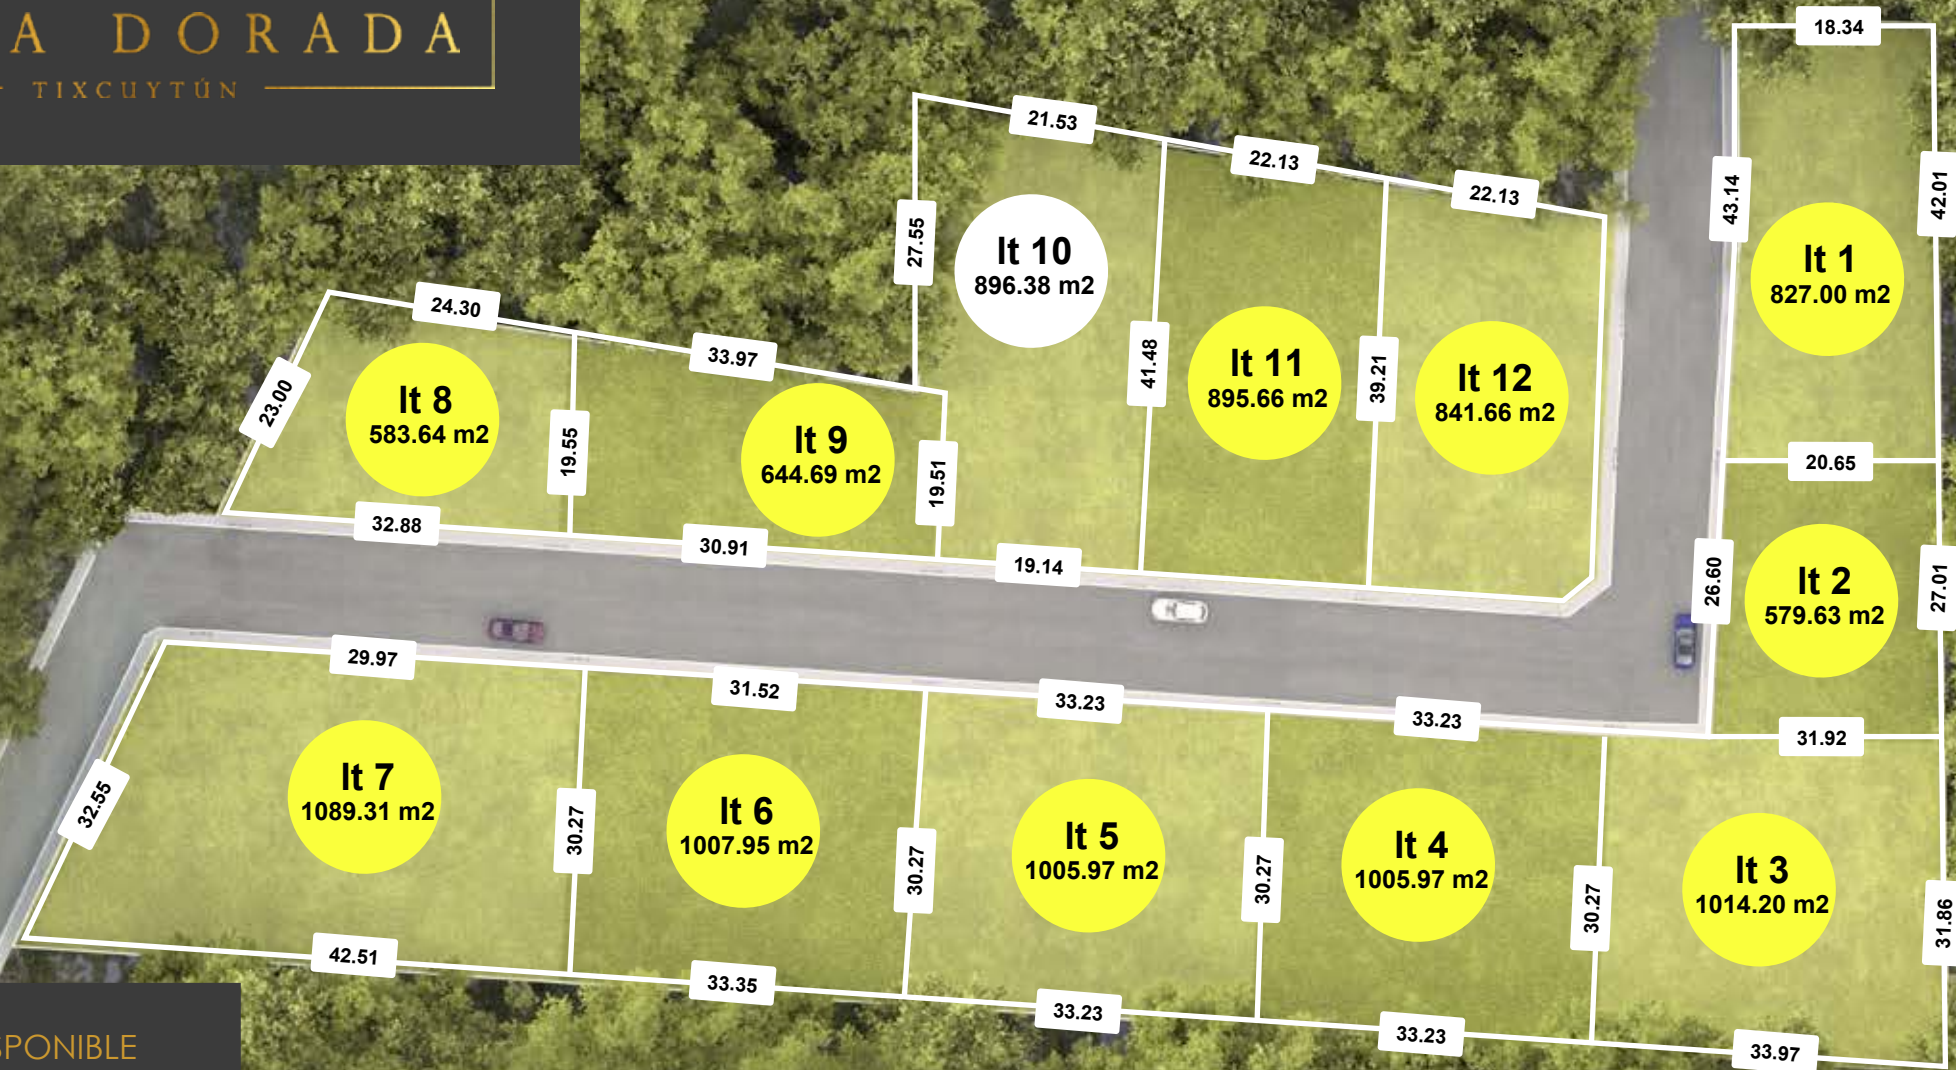 A DORADA
TIXCUYTÚN
18.34
21.53
22.13
22.13
43.14
42.01
27.55
lt 10
896.38 m2
lt 1
827.00 m2
24.30
33.97
41.48
lt 11
895.66 m2
39.21
lt 12
841.66 m2
23.00
lt 8
583.64 m2
19.55
lt 9
644.69 m2
19.51
20.65
32.88
30.91
19.14
26.60
lt 2
579.63 m2
27.01
29.97
31.52
33.23
33.23
31.92
32.55
lt 7
1089.31 m2
30.27
lt 6
1007.95 m2
30.27
lt 5
1005.97 m2
30.27
lt 4
1005.97 m2
30.27
lt 3
1014.20 m2
31.86
42.51
33.35
33.23
33.23
33.97
SPONIBLE